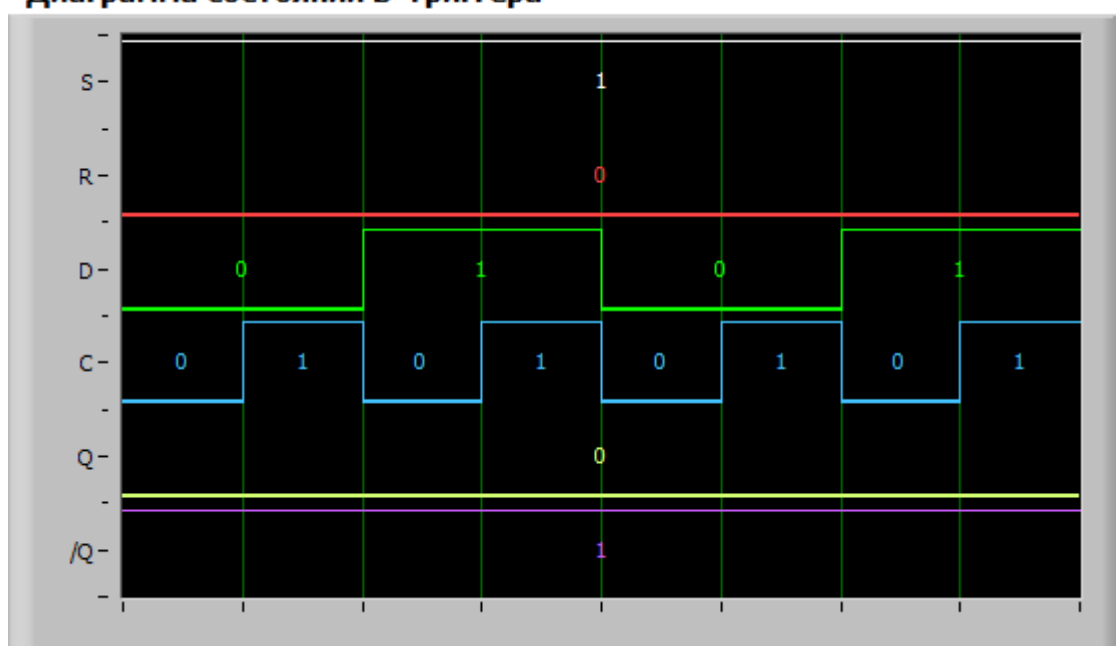 Диаграмма состояний D-триггера
S
1
R
0
D
0 1 0 1
C
0 1 0 1 0 1 0 1
Q
0
/Q
1